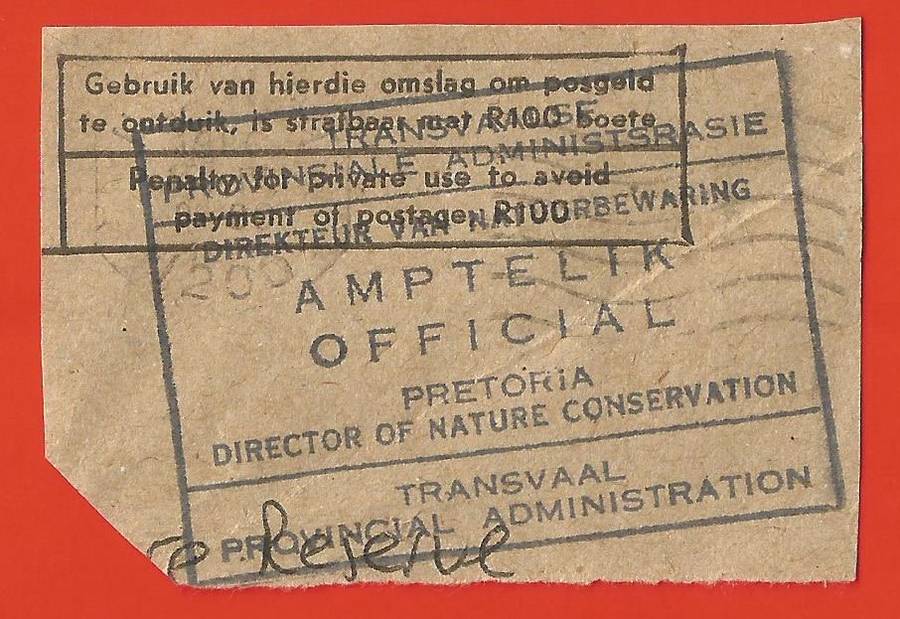 Gebruik van hierdie omslag om posgeld
te ontduik, is strafbaar met R100 boete
Penalty for private use to avoid
payment of postage, R100
TRANSVAALSE
PROVINSIALE ADMINISTSRASIE
DIREKTEUR VAN NATUURBEWARING
AMPTELIK
OFFICIAL
PRETORIA
DIRECTOR OF NATURE CONSERVATION
TRANSVAAL
PROVINCIAL ADMINISTRATION
Reserve